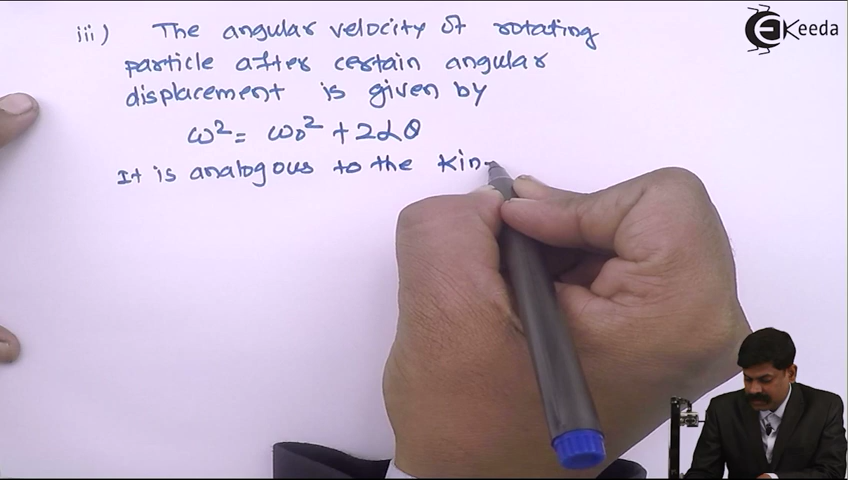 iii) The angular velocity of rotating
particle after certain angular
displacement is given by
ω² = ω₀² + 2αθ
It is analogous to the Kin
EKeeda